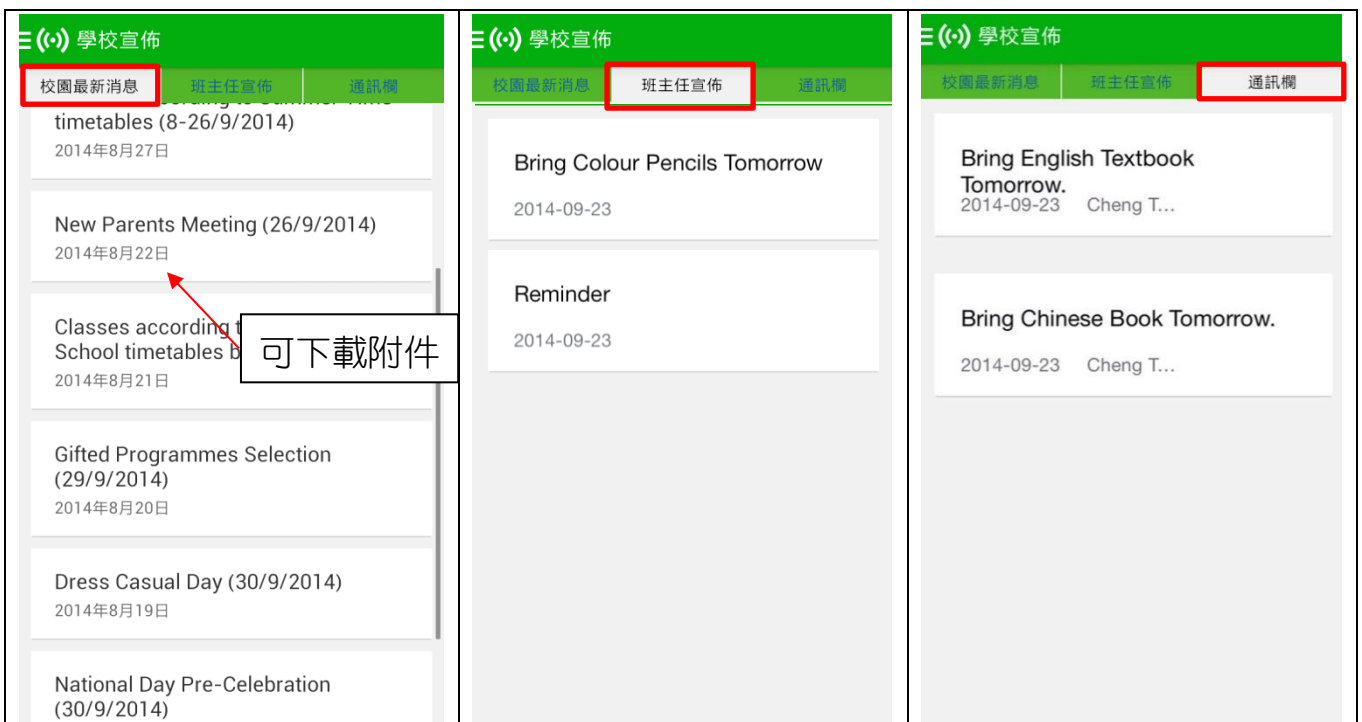 學校宣佈
校園最新消息 班主任宣佈 通訊欄
timetables (8-26/9/2014)
2014年8月27日
New Parents Meeting (26/9/2014)
2014年8月22日
Classes according
School timetables
2014年8月21日
可下載附件
Gifted Programmes Selection
(29/9/2014)
2014年8月20日
Dress Casual Day (30/9/2014)
2014年8月19日
National Day Pre-Celebration
(30/9/2014)
學校宣佈
校園最新消息 班主任宣佈 通訊欄
Bring Colour Pencils Tomorrow
2014-09-23
Reminder
2014-09-23
學校宣佈
校園最新消息 班主任宣佈 通訊欄
Bring English Textbook
Tomorrow.
2014-09-23 Cheng T...
Bring Chinese Book Tomorrow.
2014-09-23 Cheng T...